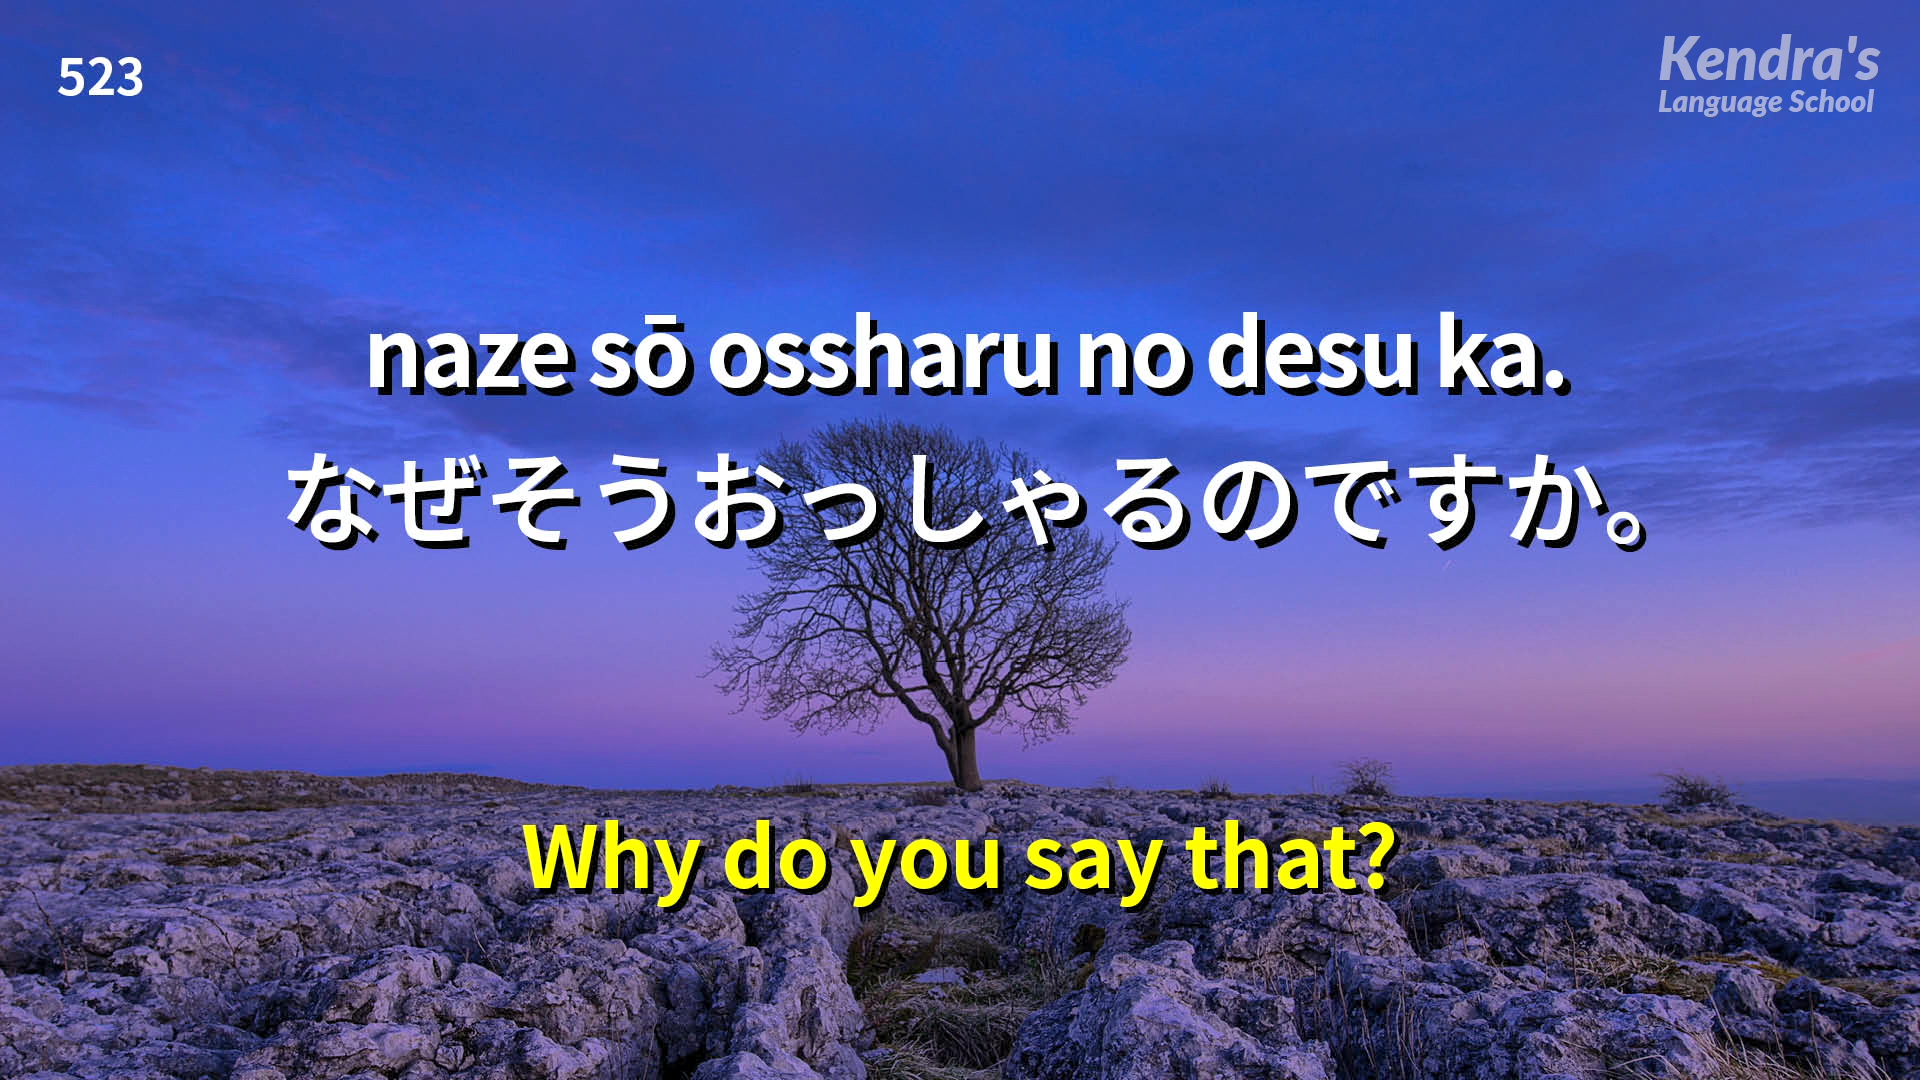 523
Kendra's
Language School
naze sō ossharu no desu ka.
なぜそうおっしゃるのですか。
Why do you say that?